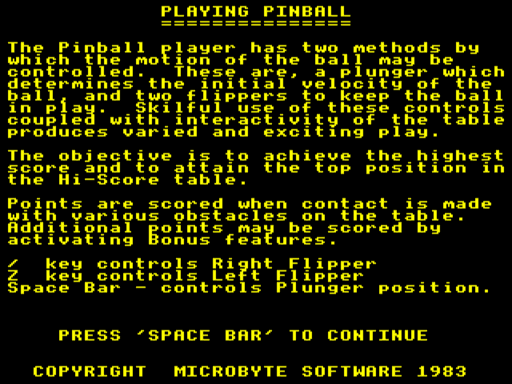 PLAYING PINBALL
===============
The Pinball player has two methods by
which the motion of the ball may be
controlled.  These are, a plunger which
determines the initial velocity of the
ball, and two flippers to keep the ball
in play.  Skilful use of these controls
coupled with interactivity of the table
produces varied and exciting play.
The objective is to achieve the highest
score and to attain the top position in
the Hi-Score table.
Points are scored when contact is made
with various obstacles on the table.
Additional points may be scored by
activating Bonus features.
/  key controls Right Flipper
Z  key controls Left Flipper
Space Bar - controls Plunger position.
PRESS 'SPACE BAR' TO CONTINUE
COPYRIGHT  MICROBYTE SOFTWARE 1983